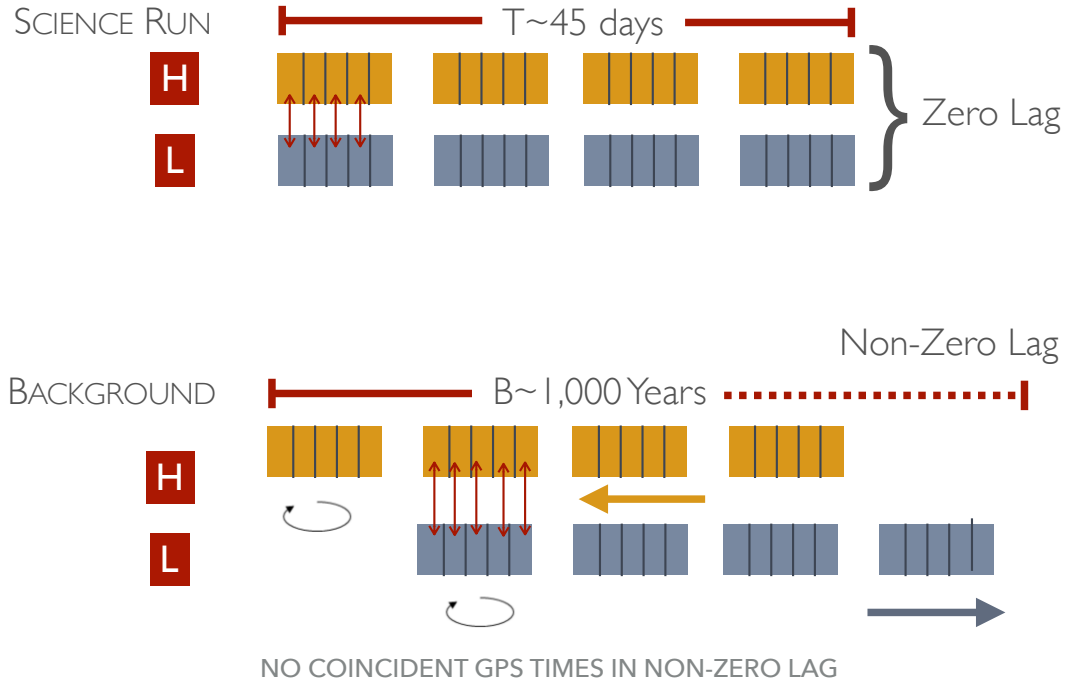 SCIENCE RUN
T~45 days
H
L
Zero Lag
Non-Zero Lag
BACKGROUND
B~1,000 Years
H
L
NO COINCIDENT GPS TIMES IN NON-ZERO LAG